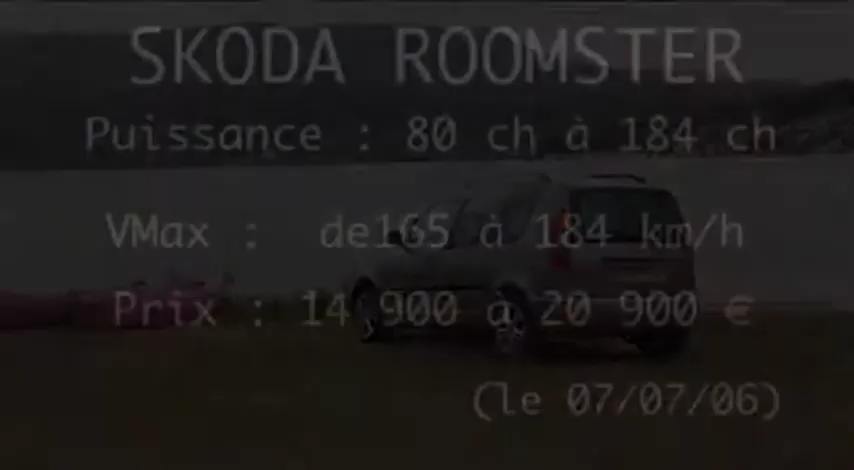 SKODA ROOMSTER
Puissance : 80 ch à 184 ch
VMax : de165 à 184 km/h
Prix : 14 900 à 20 900 €
(le 07/07/06)